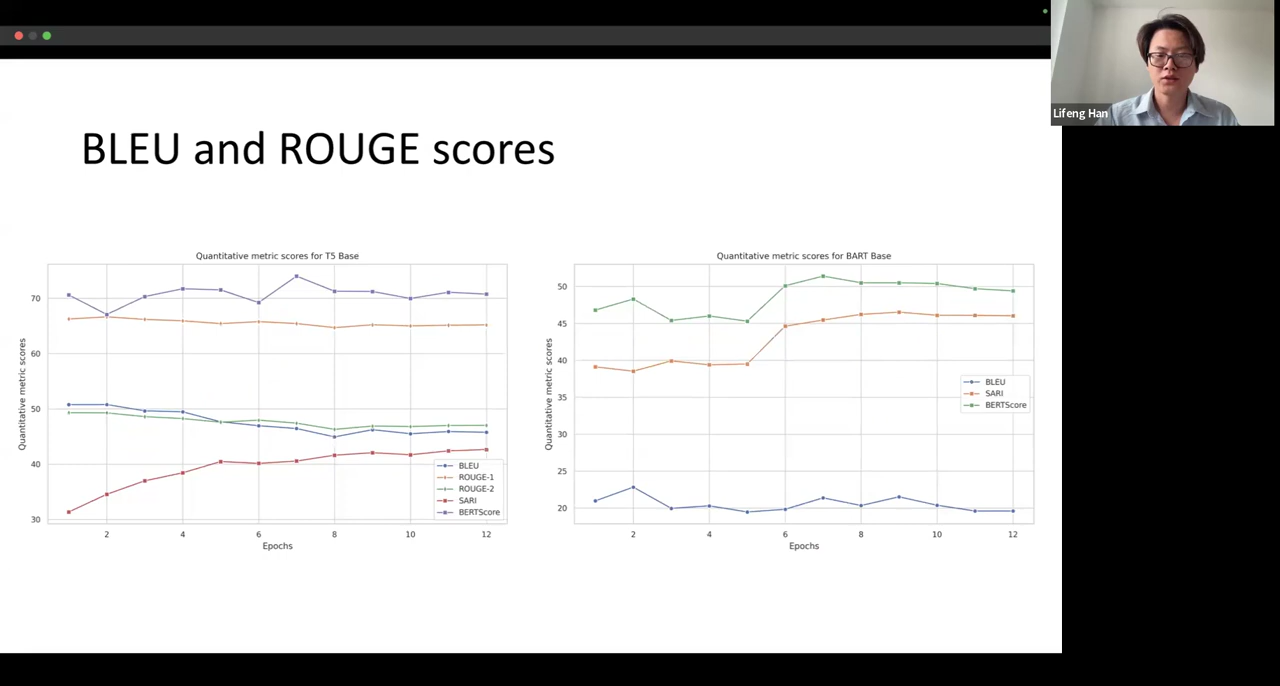 Lifeng Han
BLEU and ROUGE scores
Quantitative metric scores for T5 Base
Quantitative metric scores
70
60
50
40
30
2 4 6 8 10 12
Epochs
BLEU
ROUGE-1
ROUGE-2
SARI
BERTScore
Quantitative metric scores for BART Base
Quantitative metric scores
50
45
40
35
30
25
20
2 4 6 8 10 12
Epochs
BLEU
SARI
BERTScore